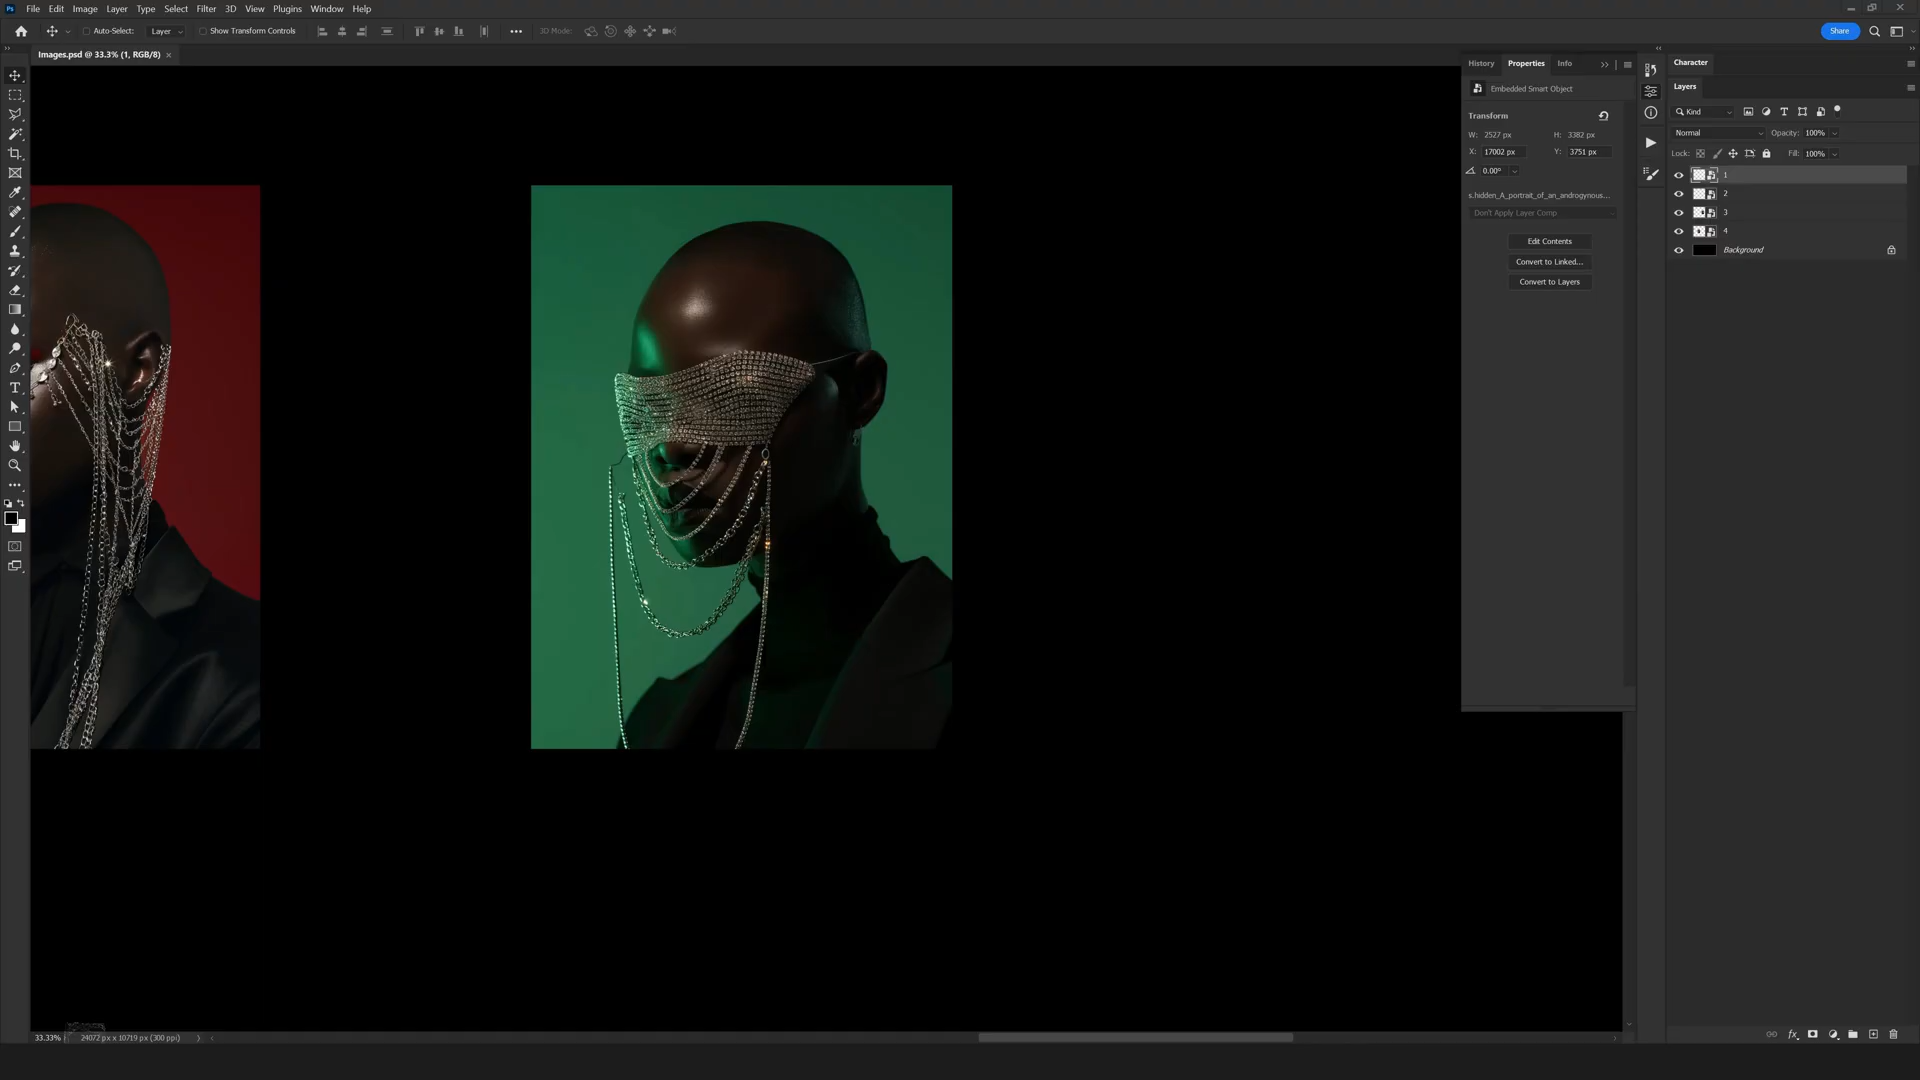 Ps File Edit Image Layer Type Select Filter 3D View Plugins Window Help
Auto-Select: Layer Show Transform Controls 3D Mode: Share
Images.psd @ 33.3% (1, RGB/8) ×
History Properties Info
Embedded Smart Object
Transform
W: 2527 px H: 3382 px
X: 17002 px Y: 3751 px
0.00°
s.hidden_A_portrait_of_an_androgynous...
Don't Apply Layer Comp
Edit Contents
Convert to Linked...
Convert to Layers
Character
Layers
Kind
Normal Opacity: 100%
Lock: Fill: 100%
1
2
3
4
Background
33.33% 24072 px x 10719 px (300 ppi)